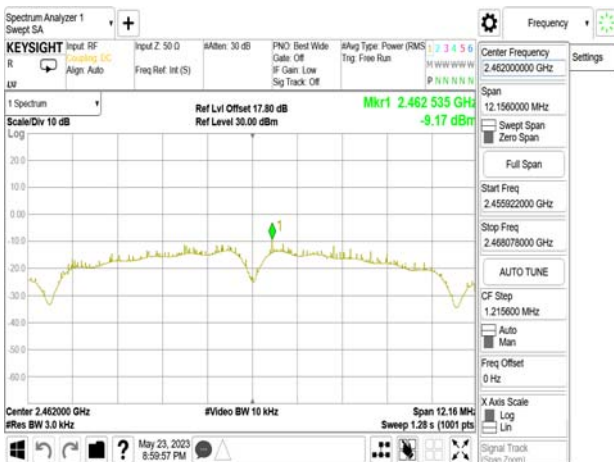 Spectrum Analyzer 1
Swept SA
+
Frequency
KEYSIGHT
R
Input: RF
Coupling: DC
Align: Auto
Input Z: 50 Ω
Freq Ref: Int (S)
#Atten: 30 dB
PNO: Best Wide
Gate: Off
IF Gain: Low
Sig Track: Off
#Avg Type: Power (RMS
Trig: Free Run
1 2 3 4 5 6
M W W W W W
P N N N N N
1 Spectrum
Scale/Div 10 dB
Log
Ref Lvl Offset 17.80 dB
Ref Level 30.00 dBm
Mkr1 2.462 535 GHz
-9.17 dBm
1
20.0
10.0
0.00
-10.0
-20.0
-30.0
-40.0
-50.0
-60.0
Center 2.462000 GHz
#Res BW 3.0 kHz
#Video BW 10 kHz
Span 12.16 MHz
Sweep 1.28 s (1001 pts
May 23, 2023
8:59:57 PM
?
Settings
Center Frequency
2.462000000 GHz
Span
12.1560000 MHz
Swept Span
Zero Span
Full Span
Start Freq
2.455922000 GHz
Stop Freq
2.468078000 GHz
AUTO TUNE
CF Step
1.215600 MHz
Auto
Man
Freq Offset
0 Hz
X Axis Scale
Log
Lin
Signal Track
(Span Zoom)